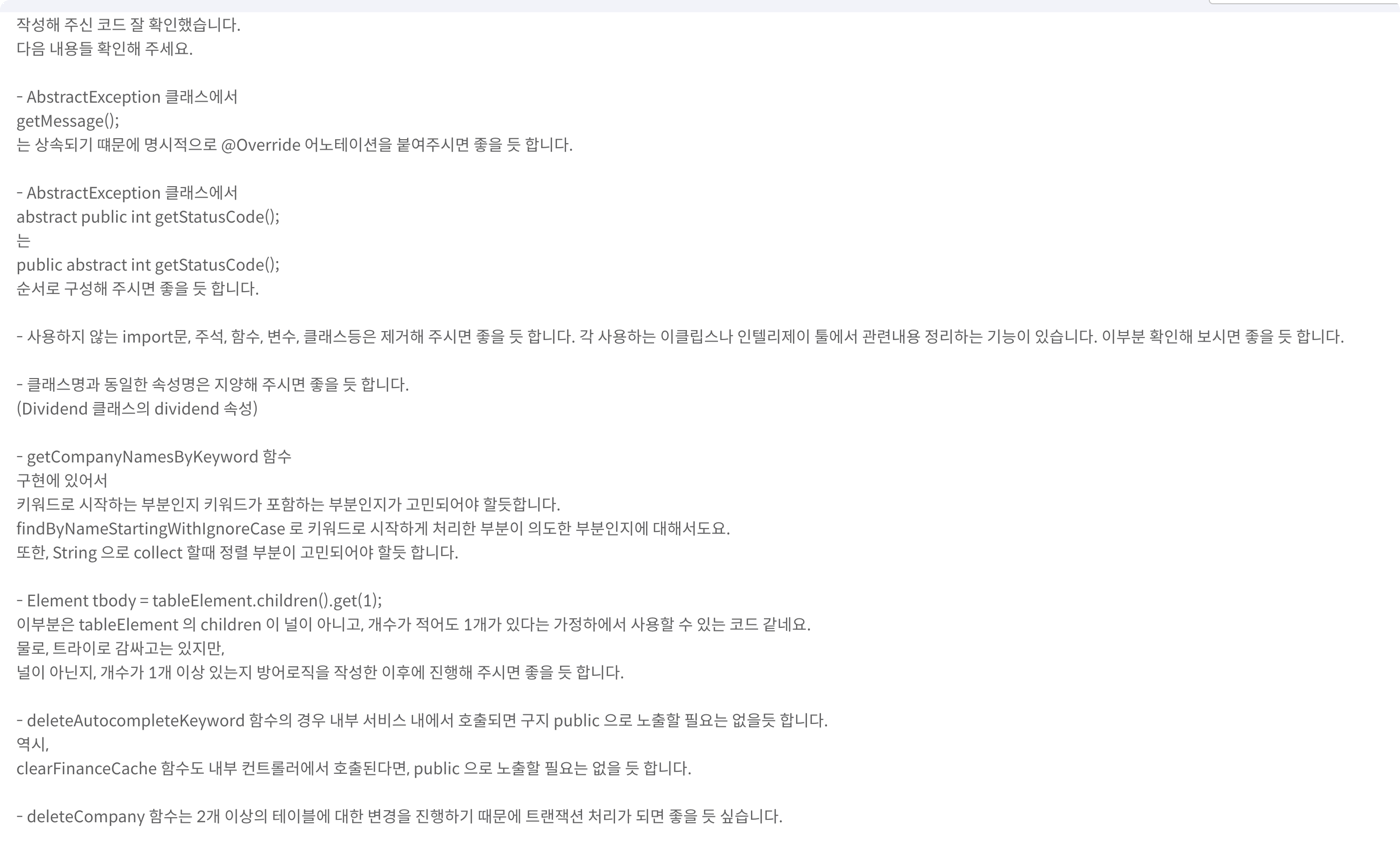 작성해 주신 코드 잘 확인했습니다.
다음 내용들 확인해 주세요.
- AbstractException 클래스에서
getMessage();
는 상속되기 떄문에 명시적으로 @Override 어노테이션을 붙여주시면 좋을 듯 합니다.
- AbstractException 클래스에서
abstract public int getStatusCode();
는
public abstract int getStatusCode();
순서로 구성해 주시면 좋을 듯 합니다.
- 사용하지 않는 import문, 주석, 함수, 변수, 클래스등은 제거해 주시면 좋을 듯 합니다. 각 사용하는 이클립스나 인텔리제이 툴에서 관련내용 정리하는 기능이 있습니다. 이부분 확인해 보시면 좋을 듯 합니다.
- 클래스명과 동일한 속성명은 지양해 주시면 좋을 듯 합니다.
(Dividend 클래스의 dividend 속성)
- getCompanyNamesByKeyword 함수
구현에 있어서
키워드로 시작하는 부분인지 키워드가 포함하는 부분인지가 고민되어야 할듯합니다.
findByNameStartingWithIgnoreCase 로 키워드로 시작하게 처리한 부분이 의도한 부분인지에 대해서도요.
또한, String 으로 collect 할때 정렬 부분이 고민되어야 할듯 합니다.
- Element tbody = tableElement.children().get(1);
이부분은 tableElement 의 children 이 널이 아니고, 개수가 적어도 1개가 있다는 가정하에서 사용할 수 있는 코드 같네요.
물로, 트라이로 감싸고는 있지만,
널이 아닌지, 개수가 1개 이상 있는지 방어로직을 작성한 이후에 진행해 주시면 좋을 듯 합니다.
- deleteAutocompleteKeyword 함수의 경우 내부 서비스 내에서 호출되면 구지 public 으로 노출할 필요는 없을듯 합니다.
역시,
clearFinanceCache 함수도 내부 컨트롤러에서 호출된다면, public 으로 노출할 필요는 없을 듯 합니다.
- deleteCompany 함수는 2개 이상의 테이블에 대한 변경을 진행하기 때문에 트랜잭션 처리가 되면 좋을 듯 싶습니다.